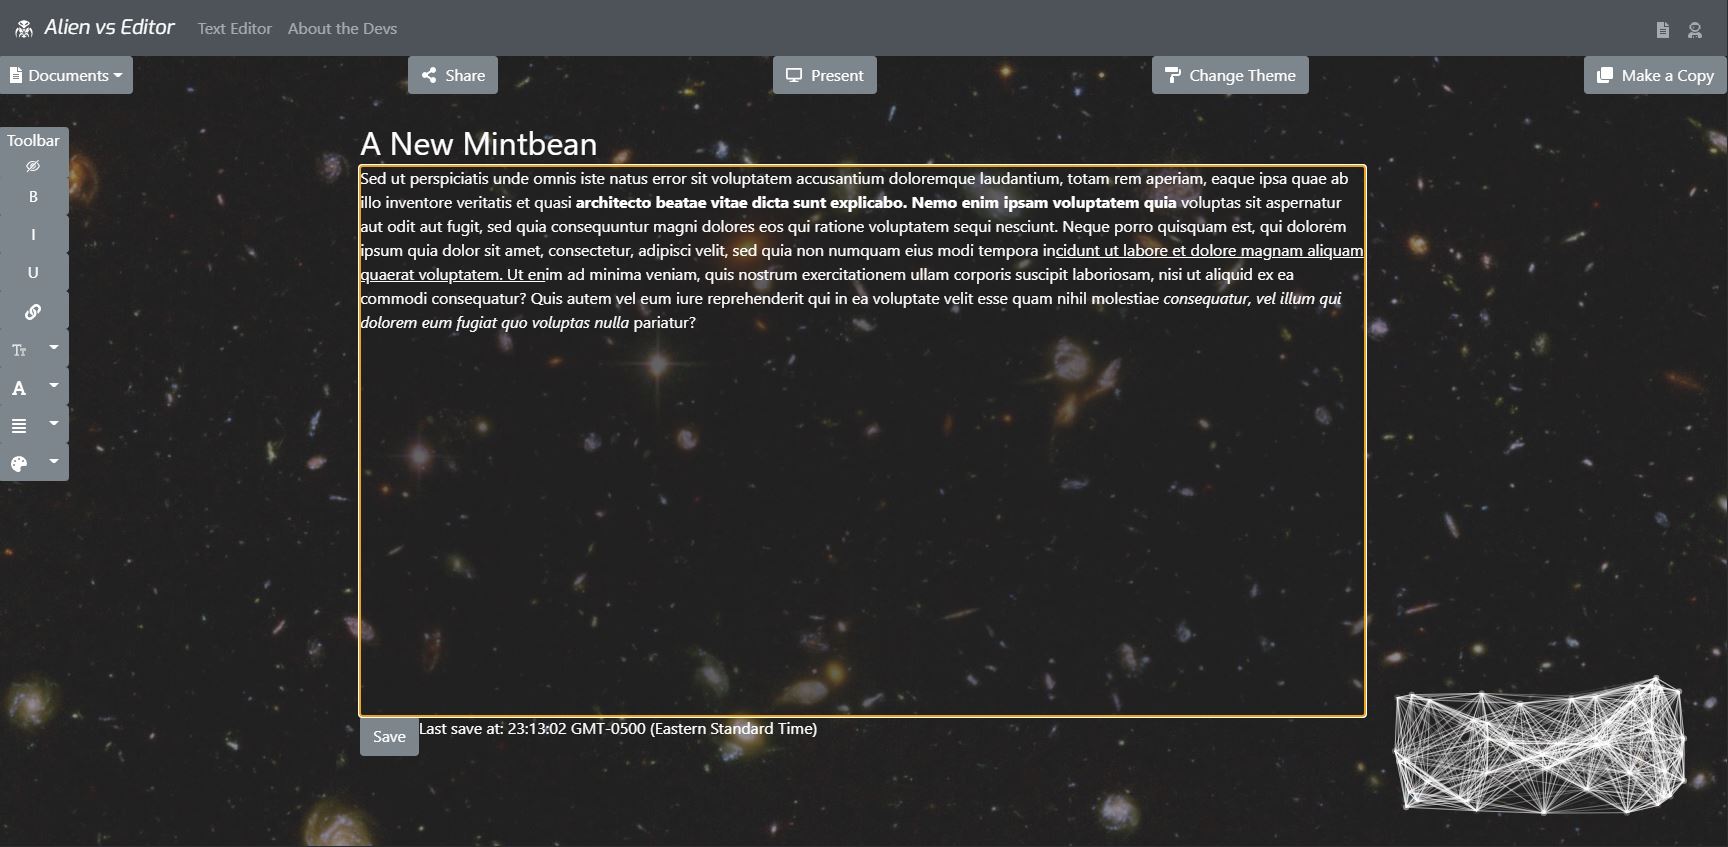 Alien vs Editor Text Editor About the Devs
Documents Share Present Change Theme Make a Copy
Toolbar
B
I
U
Tт
A
A New Mintbean
Sed ut perspiciatis unde omnis iste natus error sit voluptatem accusantium doloremque laudantium, totam rem aperiam, eaque ipsa quae ab
illo inventore veritatis et quasi architecto beatae vitae dicta sunt explicabo. Nemo enim ipsam voluptatem quia voluptas sit aspernatur
aut odit aut fugit, sed quia consequuntur magni dolores eos qui ratione voluptatem sequi nesciunt. Neque porro quisquam est, qui dolorem
ipsum quia dolor sit amet, consectetur, adipisci velit, sed quia non numquam eius modi tempora incidunt ut labore et dolore magnam aliquam
quaerat voluptatem. Ut enim ad minima veniam, quis nostrum exercitationem ullam corporis suscipit laboriosam, nisi ut aliquid ex ea
commodi consequatur? Quis autem vel eum iure reprehenderit qui in ea voluptate velit esse quam nihil molestiae consequatur, vel illum qui
dolorem eum fugiat quo voluptas nulla pariatur?
Save Last save at: 23:13:02 GMT-0500 (Eastern Standard Time)